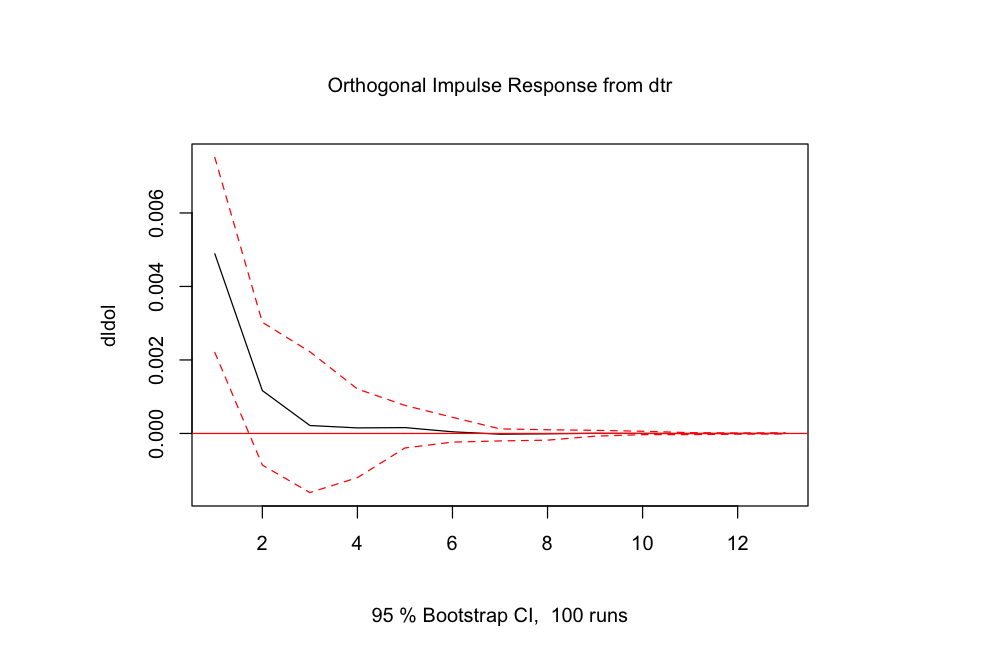 Orthogonal Impulse Response from dtr
dldol
0.006
0.004
0.002
0.000
2 4 6 8 10 12
95 % Bootstrap CI,  100 runs